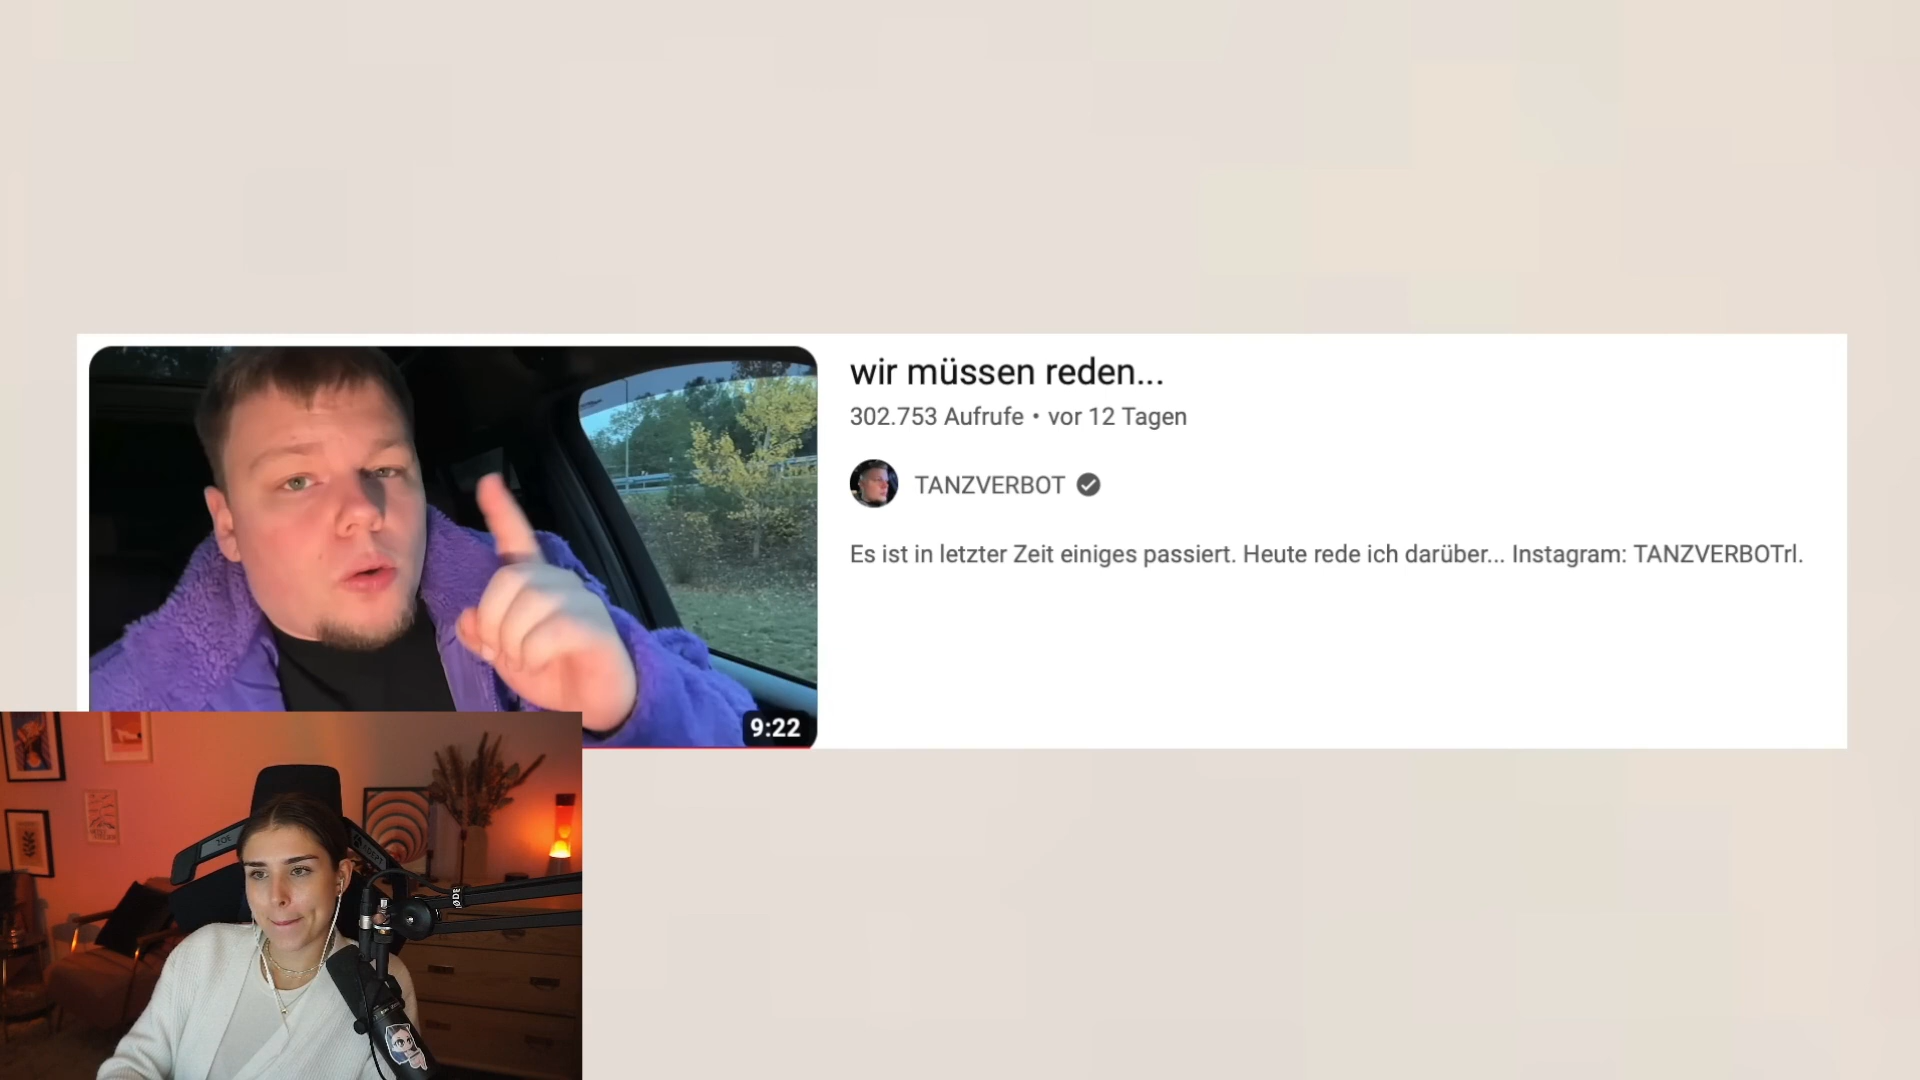 wir müssen reden...
302.753 Aufrufe • vor 12 Tagen
TANZVERBOT
Es ist in letzter Zeit einiges passiert. Heute rede ich darüber... Instagram: TANZVERBOTrl.
9:22